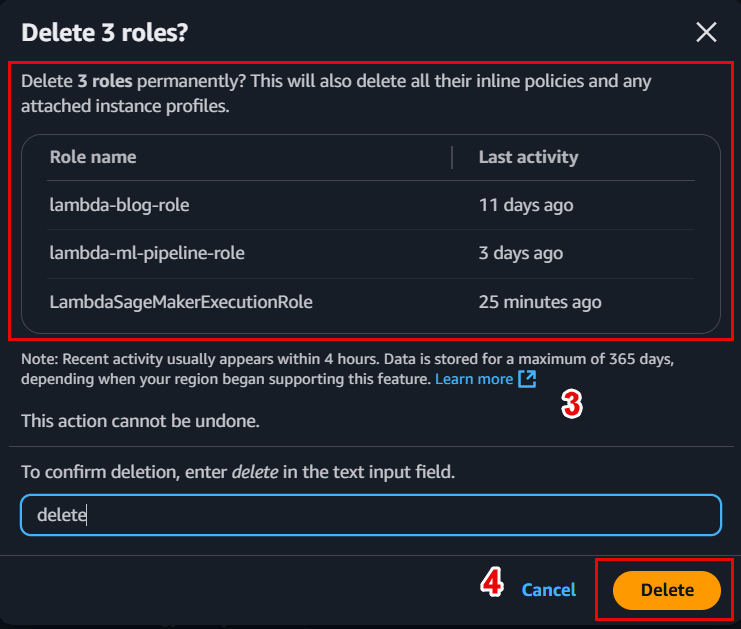 Delete 3 roles?
Delete 3 roles permanently? This will also delete all their inline policies and any
attached instance profiles.
Role name Last activity
lambda-blog-role 11 days ago
lambda-ml-pipeline-role 3 days ago
LambdaSageMakerExecutionRole 25 minutes ago
Note: Recent activity usually appears within 4 hours. Data is stored for a maximum of 365 days,
depending when your region began supporting this feature. Learn more
3
This action cannot be undone.
To confirm deletion, enter delete in the text input field.
delete
4 Cancel Delete